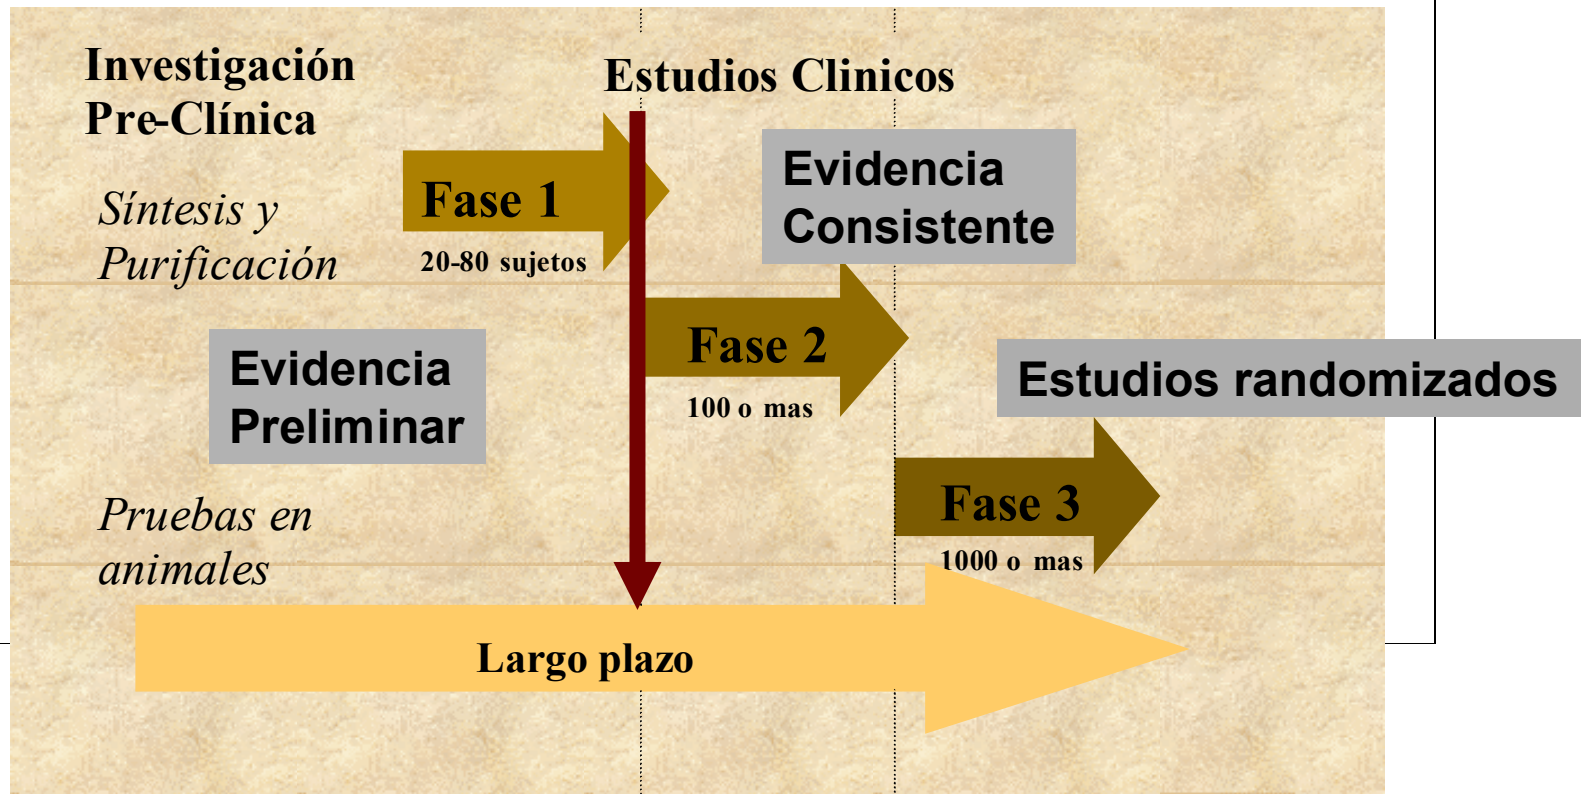 Investigación
Pre-Clínica
Estudios Clinicos
Síntesis y
Purificación
Fase 1
20-80 sujetos
Evidencia
Consistente
Evidencia
Preliminar
Fase 2
100 o mas
Estudios randomizados
Pruebas en
animales
Fase 3
1000 o mas
Largo plazo